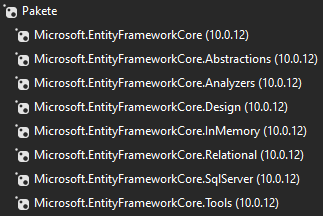 Pakete
Microsoft.EntityFrameworkCore (10.0.12)
Microsoft.EntityFrameworkCore.Abstractions (10.0.12)
Microsoft.EntityFrameworkCore.Analyzers (10.0.12)
Microsoft.EntityFrameworkCore.Design (10.0.12)
Microsoft.EntityFrameworkCore.InMemory (10.0.12)
Microsoft.EntityFrameworkCore.Relational (10.0.12)
Microsoft.EntityFrameworkCore.SqlServer (10.0.12)
Microsoft.EntityFrameworkCore.Tools (10.0.12)